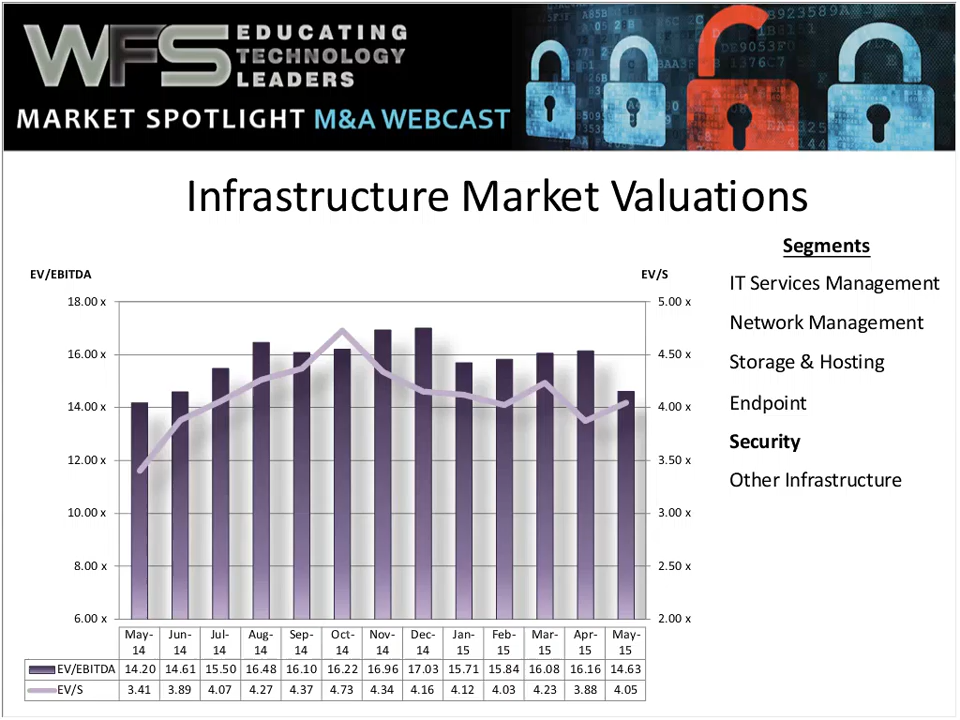 WFS EDUCATING
TECHNOLOGY
LEADERS
MARKET SPOTLIGHT M&A WEBCAST
Infrastructure Market Valuations
Segments
IT Services Management
Network Management
Storage & Hosting
Endpoint
Security
Other Infrastructure
EV/EBITDA EV/S
18.00 x 5.00 x
16.00 x 4.50 x
14.00 x 4.00 x
12.00 x 3.50 x
10.00 x 3.00 x
8.00 x 2.50 x
6.00 x 2.00 x
May-14 Jun-14 Jul-14 Aug-14 Sep-14 Oct-14 Nov-14 Dec-14 Jan-15 Feb-15 Mar-15 Apr-15 May-15
EV/EBITDA 14.20 14.61 15.50 16.48 16.10 16.22 16.96 17.03 15.71 15.84 16.08 16.16 14.63
EV/S 3.41 3.89 4.07 4.27 4.37 4.73 4.34 4.16 4.12 4.03 4.23 3.88 4.05